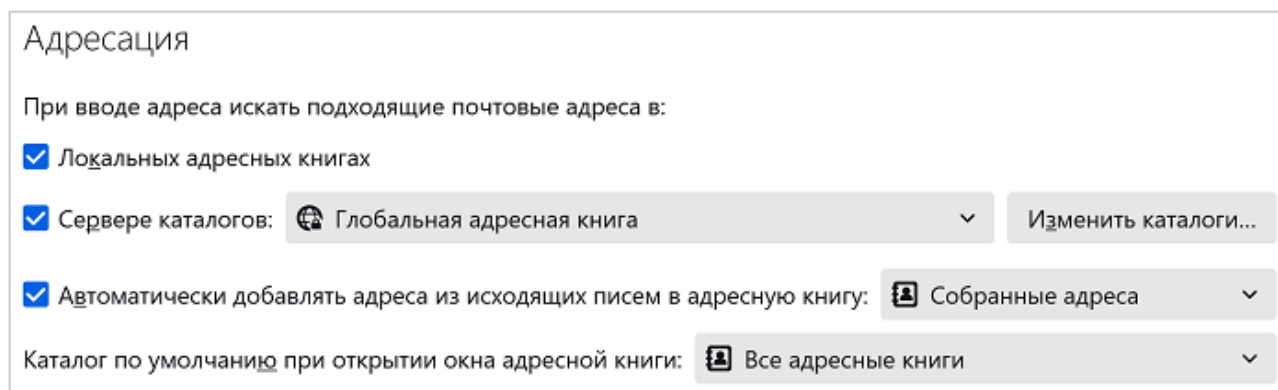 Адресация
При вводе адреса искать подходящие почтовые адреса в:
Локальных адресных книгах
Сервере каталогов: Глобальная адресная книга Изменить каталоги...
Автоматически добавлять адреса из исходящих писем в адресную книгу: Собранные адреса
Каталог по умолчанию при открытии окна адресной книги: Все адресные книги